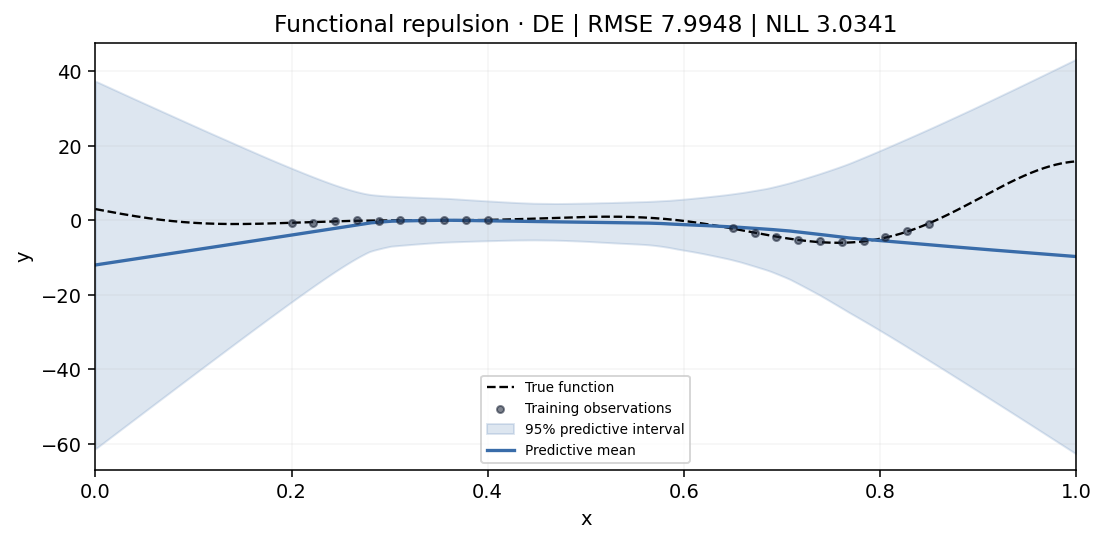 Functional repulsion · DE | RMSE 7.9948 | NLL 3.0341
40
20
0
−20
−40
−60
y
True function
Training observations
95% predictive interval
Predictive mean
0.0 0.2 0.4 0.6 0.8 1.0
x